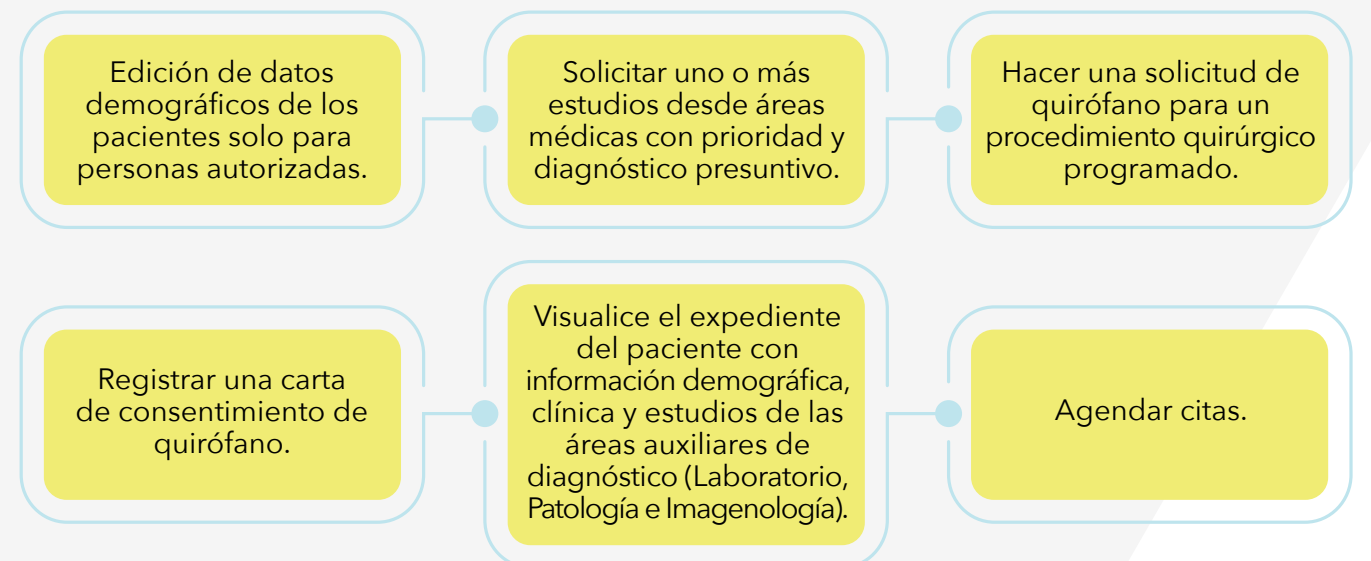 Edición de datos
demográficos de los
pacientes solo para
personas autorizadas.
Solicitar uno o más
estudios desde áreas
médicas con prioridad y
diagnóstico presuntivo.
Hacer una solicitud de
quirófano para un
procedimiento quirúrgico
programado.
Registrar una carta
de consentimiento de
quirófano.
Visualice el expediente
del paciente con
información demográfica,
clínica y estudios de las
áreas auxiliares de
diagnóstico (Laboratorio,
Patología e Imagenología).
Agendar citas.